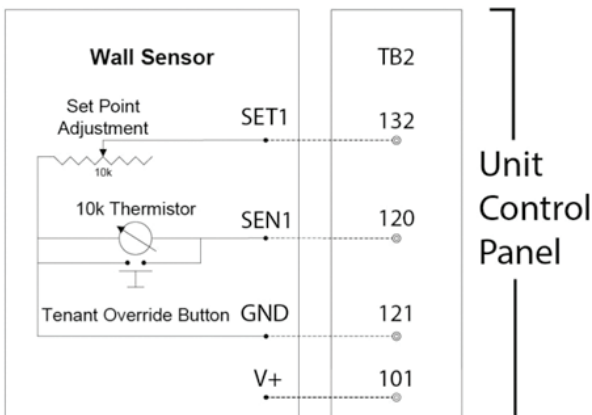 Wall Sensor
TB2
Set Point
Adjustment
SET1
132
10k
10k Thermistor
SEN1
120
Tenant Override Button
GND
121
V+
101
Unit
Control
Panel